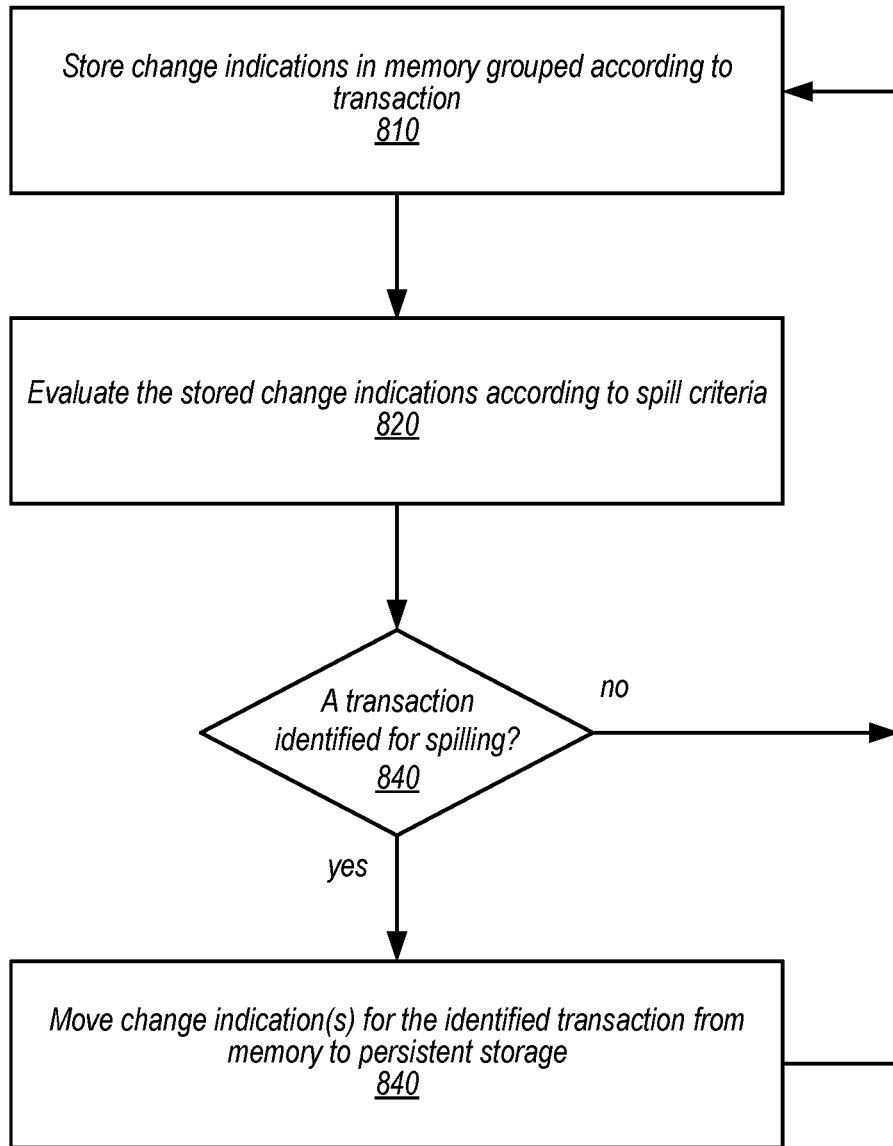 Store change indications in memory grouped according to
transaction
810
Evaluate the stored change indications according to spill criteria
820
A transaction
identified for spilling?
840
no
yes
Move change indication(s) for the identified transaction from
memory to persistent storage
840